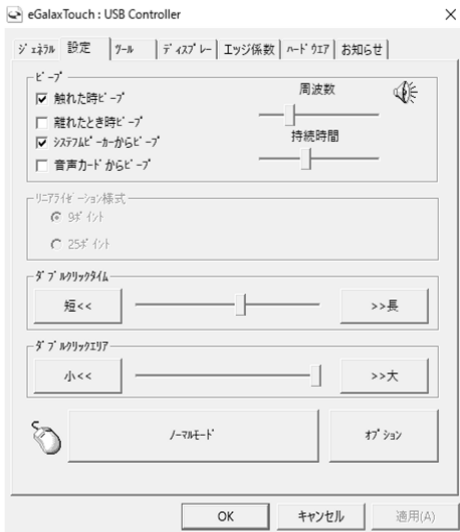 eGalaxTouch : USB Controller
ｼﾞｪﾈﾗﾙ 設定 ﾂｰﾙ ﾃﾞｨｽﾌﾟﾚｰ エッジ係数 ﾊｰﾄﾞｳｴｱ お知らせ
ﾋﾞｰﾌﾟ
触れた時ﾋﾞｰﾌﾟ
離れたとき時ﾋﾞｰﾌﾟ
ｼｽﾃﾌﾑﾋﾟｰｶｰからﾋﾞｰﾌﾟ
音声ｶｰﾄﾞからﾋﾞｰﾌﾟ
周波数
持続時間
ﾘﾆｱﾗｲｾﾞｰｼｮﾝ様式
9ﾎﾟｲﾝﾄ
25ﾎﾟｲﾝﾄ
ﾀﾞﾌﾞﾙｸﾘｯｸﾀｲﾑ
短<< >>長
ﾀﾞﾌﾞﾙｸﾘｯｸｴﾘｱ
小<< >>大
ﾉｰﾏﾙﾓｰﾄﾞ ｵﾌﾟｼｮﾝ
OK キャンセル 適用(A)